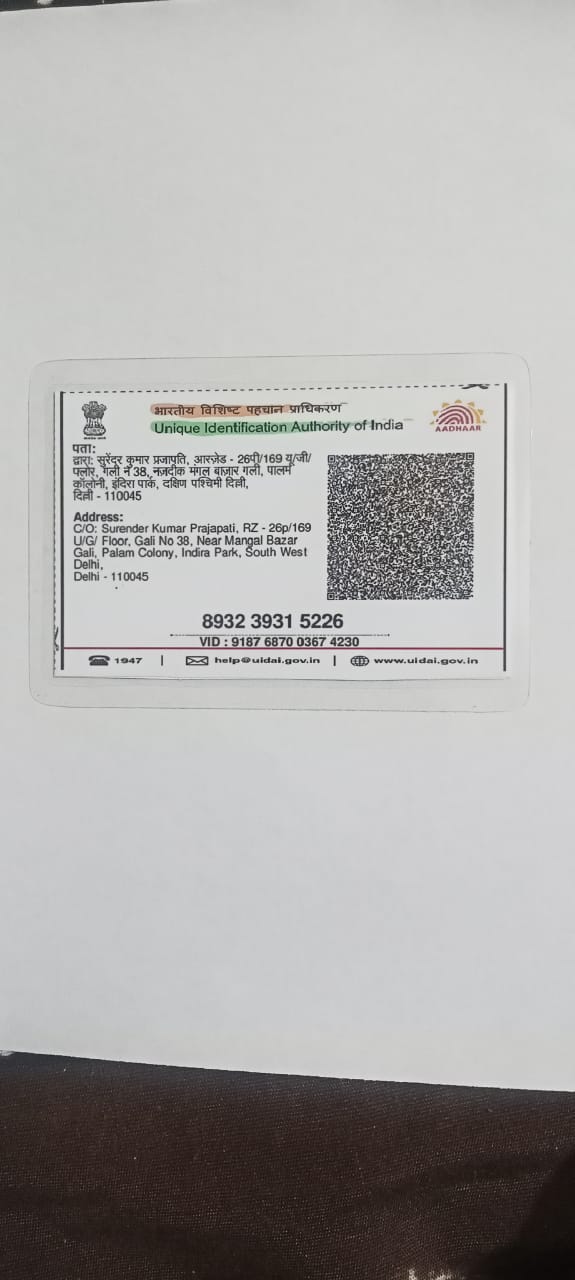 भारतीय विशिष्ट पहचान प्राधिकरण
Unique Identification Authority of India
AADHAAR
पता:
द्वारा: सुरेंदर कुमार प्रजापति, आरज़ेड - 26पी/169 यू/जी/
फ्लोर, गली नं 38, नज़दीक मंगल बाज़ार गली, पालम
कॉलोनी, इंदिरा पार्क, दक्षिण पश्चिमी दिल्ली,
दिल्ली - 110045
Address:
C/O: Surender Kumar Prajapati, RZ - 26p/169
U/G/ Floor, Gali No 38, Near Mangal Bazar
Gali, Palam Colony, Indira Park, South West
Delhi,
Delhi - 110045
8932 3931 5226
VID : 9187 6870 0367 4230
1947 | help@uidai.gov.in | www.uidai.gov.in